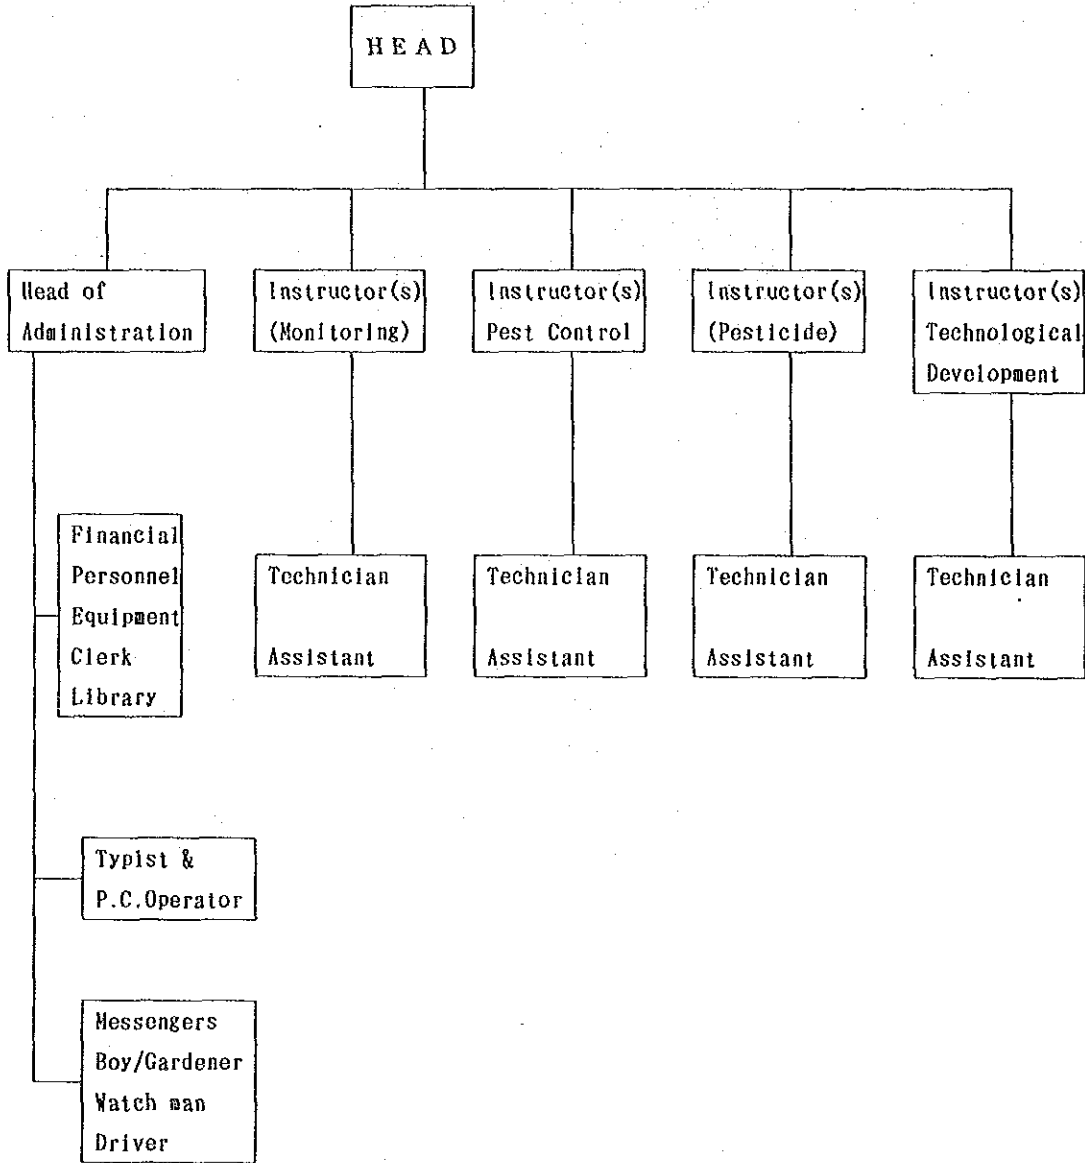 HEAD
Head of
Administration
Instructor(s)
(Monitoring)
Instructor(s)
Pest Control
Instructor(s)
(Pesticide)
Instructor(s)
Technological
Development
Financial
Personnel
Equipment
Clerk
Library
Technician
Assistant
Technician
Assistant
Technician
Assistant
Technician
Assistant
Typist &
P.C.Operator
Messengers
Boy/Gardener
Watch man
Driver